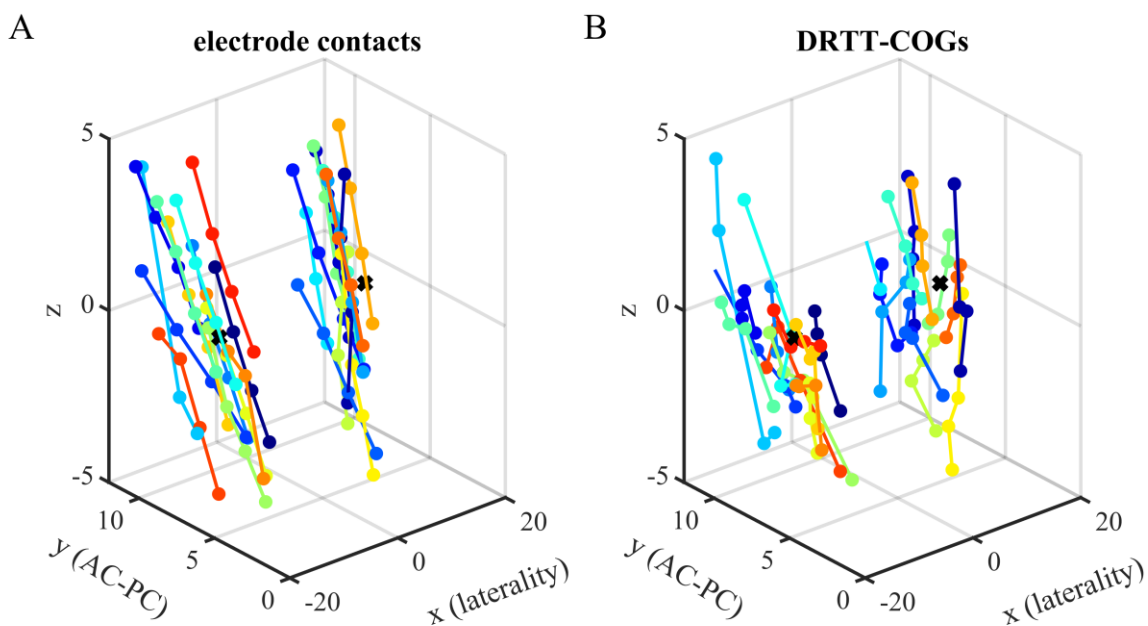 A
electrode contacts
5
0
-5
z
10
5
0
y (AC-PC)
-20
0
20
x (laterality)
B
DRTT-COGs
5
0
-5
z
10
5
0
y (AC-PC)
-20
0
20
x (laterality)